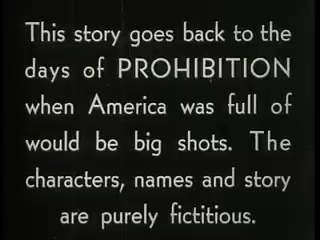 This story goes back to the
days of PROHIBITION
when America was full of
would be big shots. The
characters, names and story
are purely fictitious.